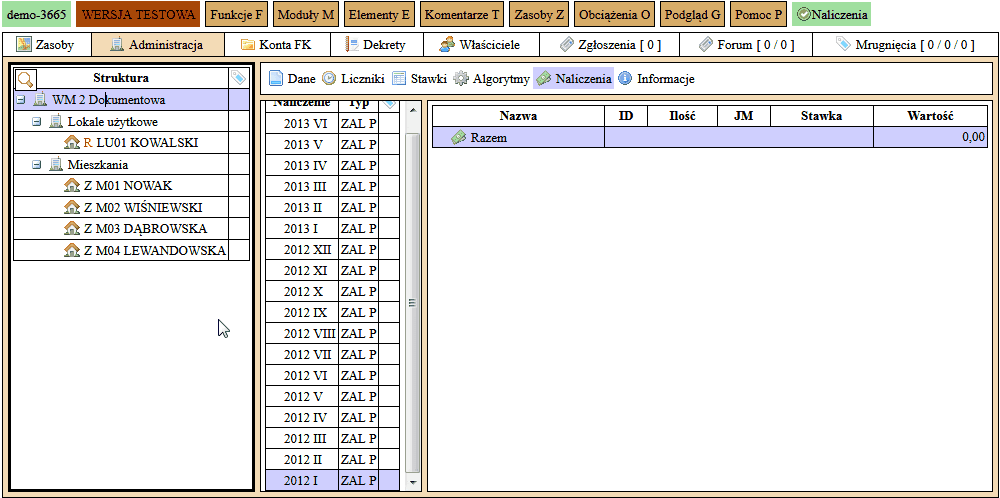 demo-3665 WERSJA TESTOWA Funkcje F Moduły M Elementy E Komentarze T Zasoby Z Obciążenia O Podgląd G Pomoc P Naliczenia
Zasoby Administracja Konta FK Dekrety Właściciele Zgłoszenia [ 0 ] Forum [ 0 / 0 ] Mrugnięcia [ 0 / 0 / 0 ]
Struktura
WM 2 Dokumentowa
Lokale użytkowe
R LU01 KOWALSKI
Mieszkania
Z M01 NOWAK
Z M02 WIŚNIEWSKI
Z M03 DĄBROWSKA
Z M04 LEWANDOWSKA
Dane Liczniki Stawki Algorytmy Naliczenia Informacje
Naliczenie Typ
2013 VI ZAL P
2013 V ZAL P
2013 IV ZAL P
2013 III ZAL P
2013 II ZAL P
2013 I ZAL P
2012 XII ZAL P
2012 XI ZAL P
2012 X ZAL P
2012 IX ZAL P
2012 VIII ZAL P
2012 VII ZAL P
2012 VI ZAL P
2012 V ZAL P
2012 IV ZAL P
2012 III ZAL P
2012 II ZAL P
2012 I ZAL P
Nazwa ID Ilość JM Stawka Wartość
Razem 0,00